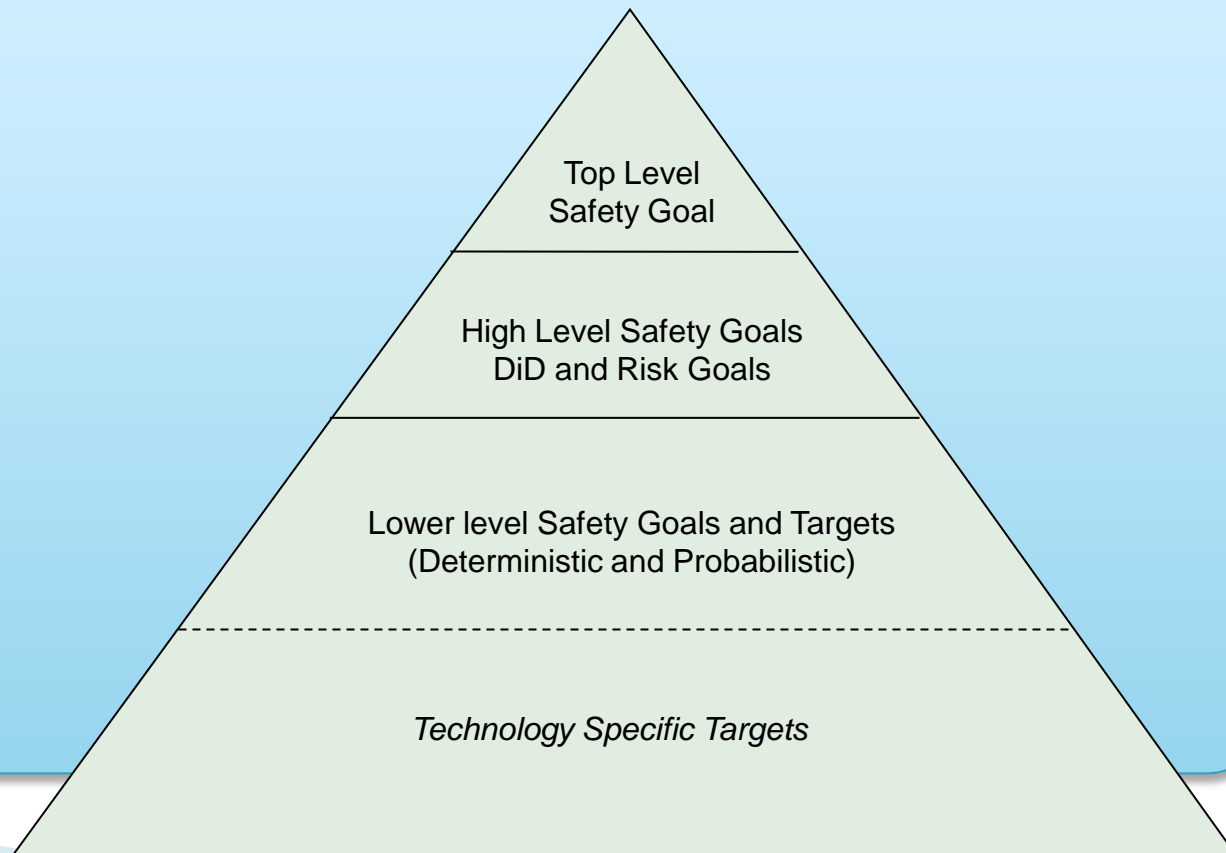 Top Level
Safety Goal
High Level Safety Goals
DiD and Risk Goals
Lower level Safety Goals and Targets
(Deterministic and Probabilistic)
Technology Specific Targets